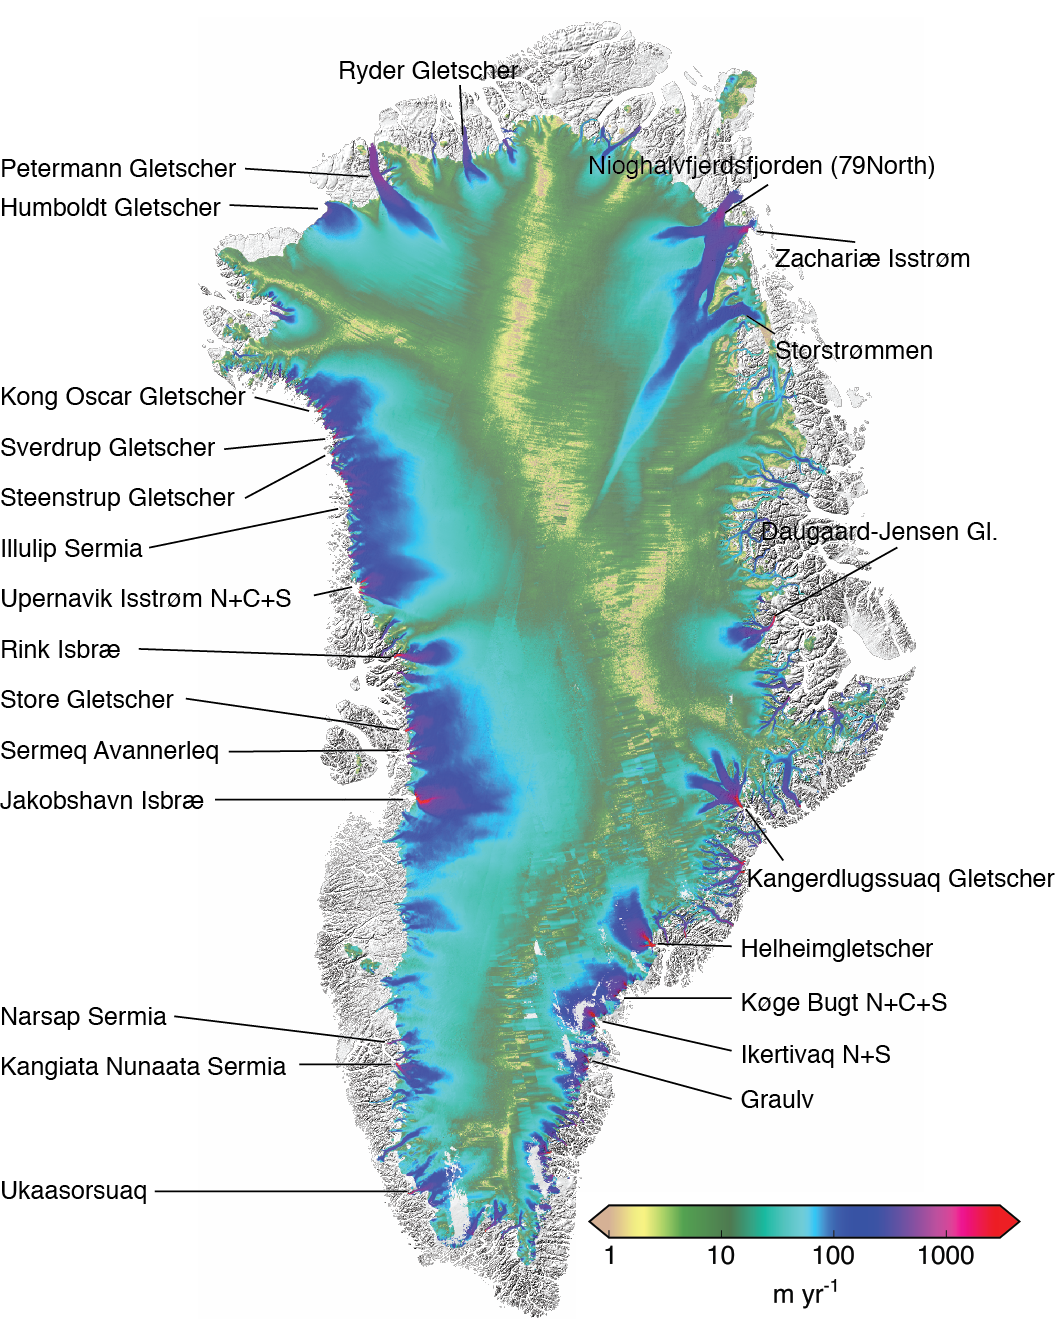 Ryder Gletscher
Petermann Gletscher
Nioghalvfjerdsfjorden (79North)
Humboldt Gletscher
Zachariæ Isstrøm
Storstrømmen
Kong Oscar Gletscher
Sverdrup Gletscher
Steenstrup Gletscher
Daugaard-Jensen Gl.
Illulip Sermia
Upernavik Isstrøm N+C+S
Rink Isbræ
Store Gletscher
Sermeq Avannerleq
Jakobshavn Isbræ
Kangerdlugssuaq Gletscher
Helheimgletscher
Køge Bugt N+C+S
Narsap Sermia
Ikertivaq N+S
Kangiata Nunaata Sermia
Graulv
Ukaasorsuaq
1 10 100 1000
m yr-1